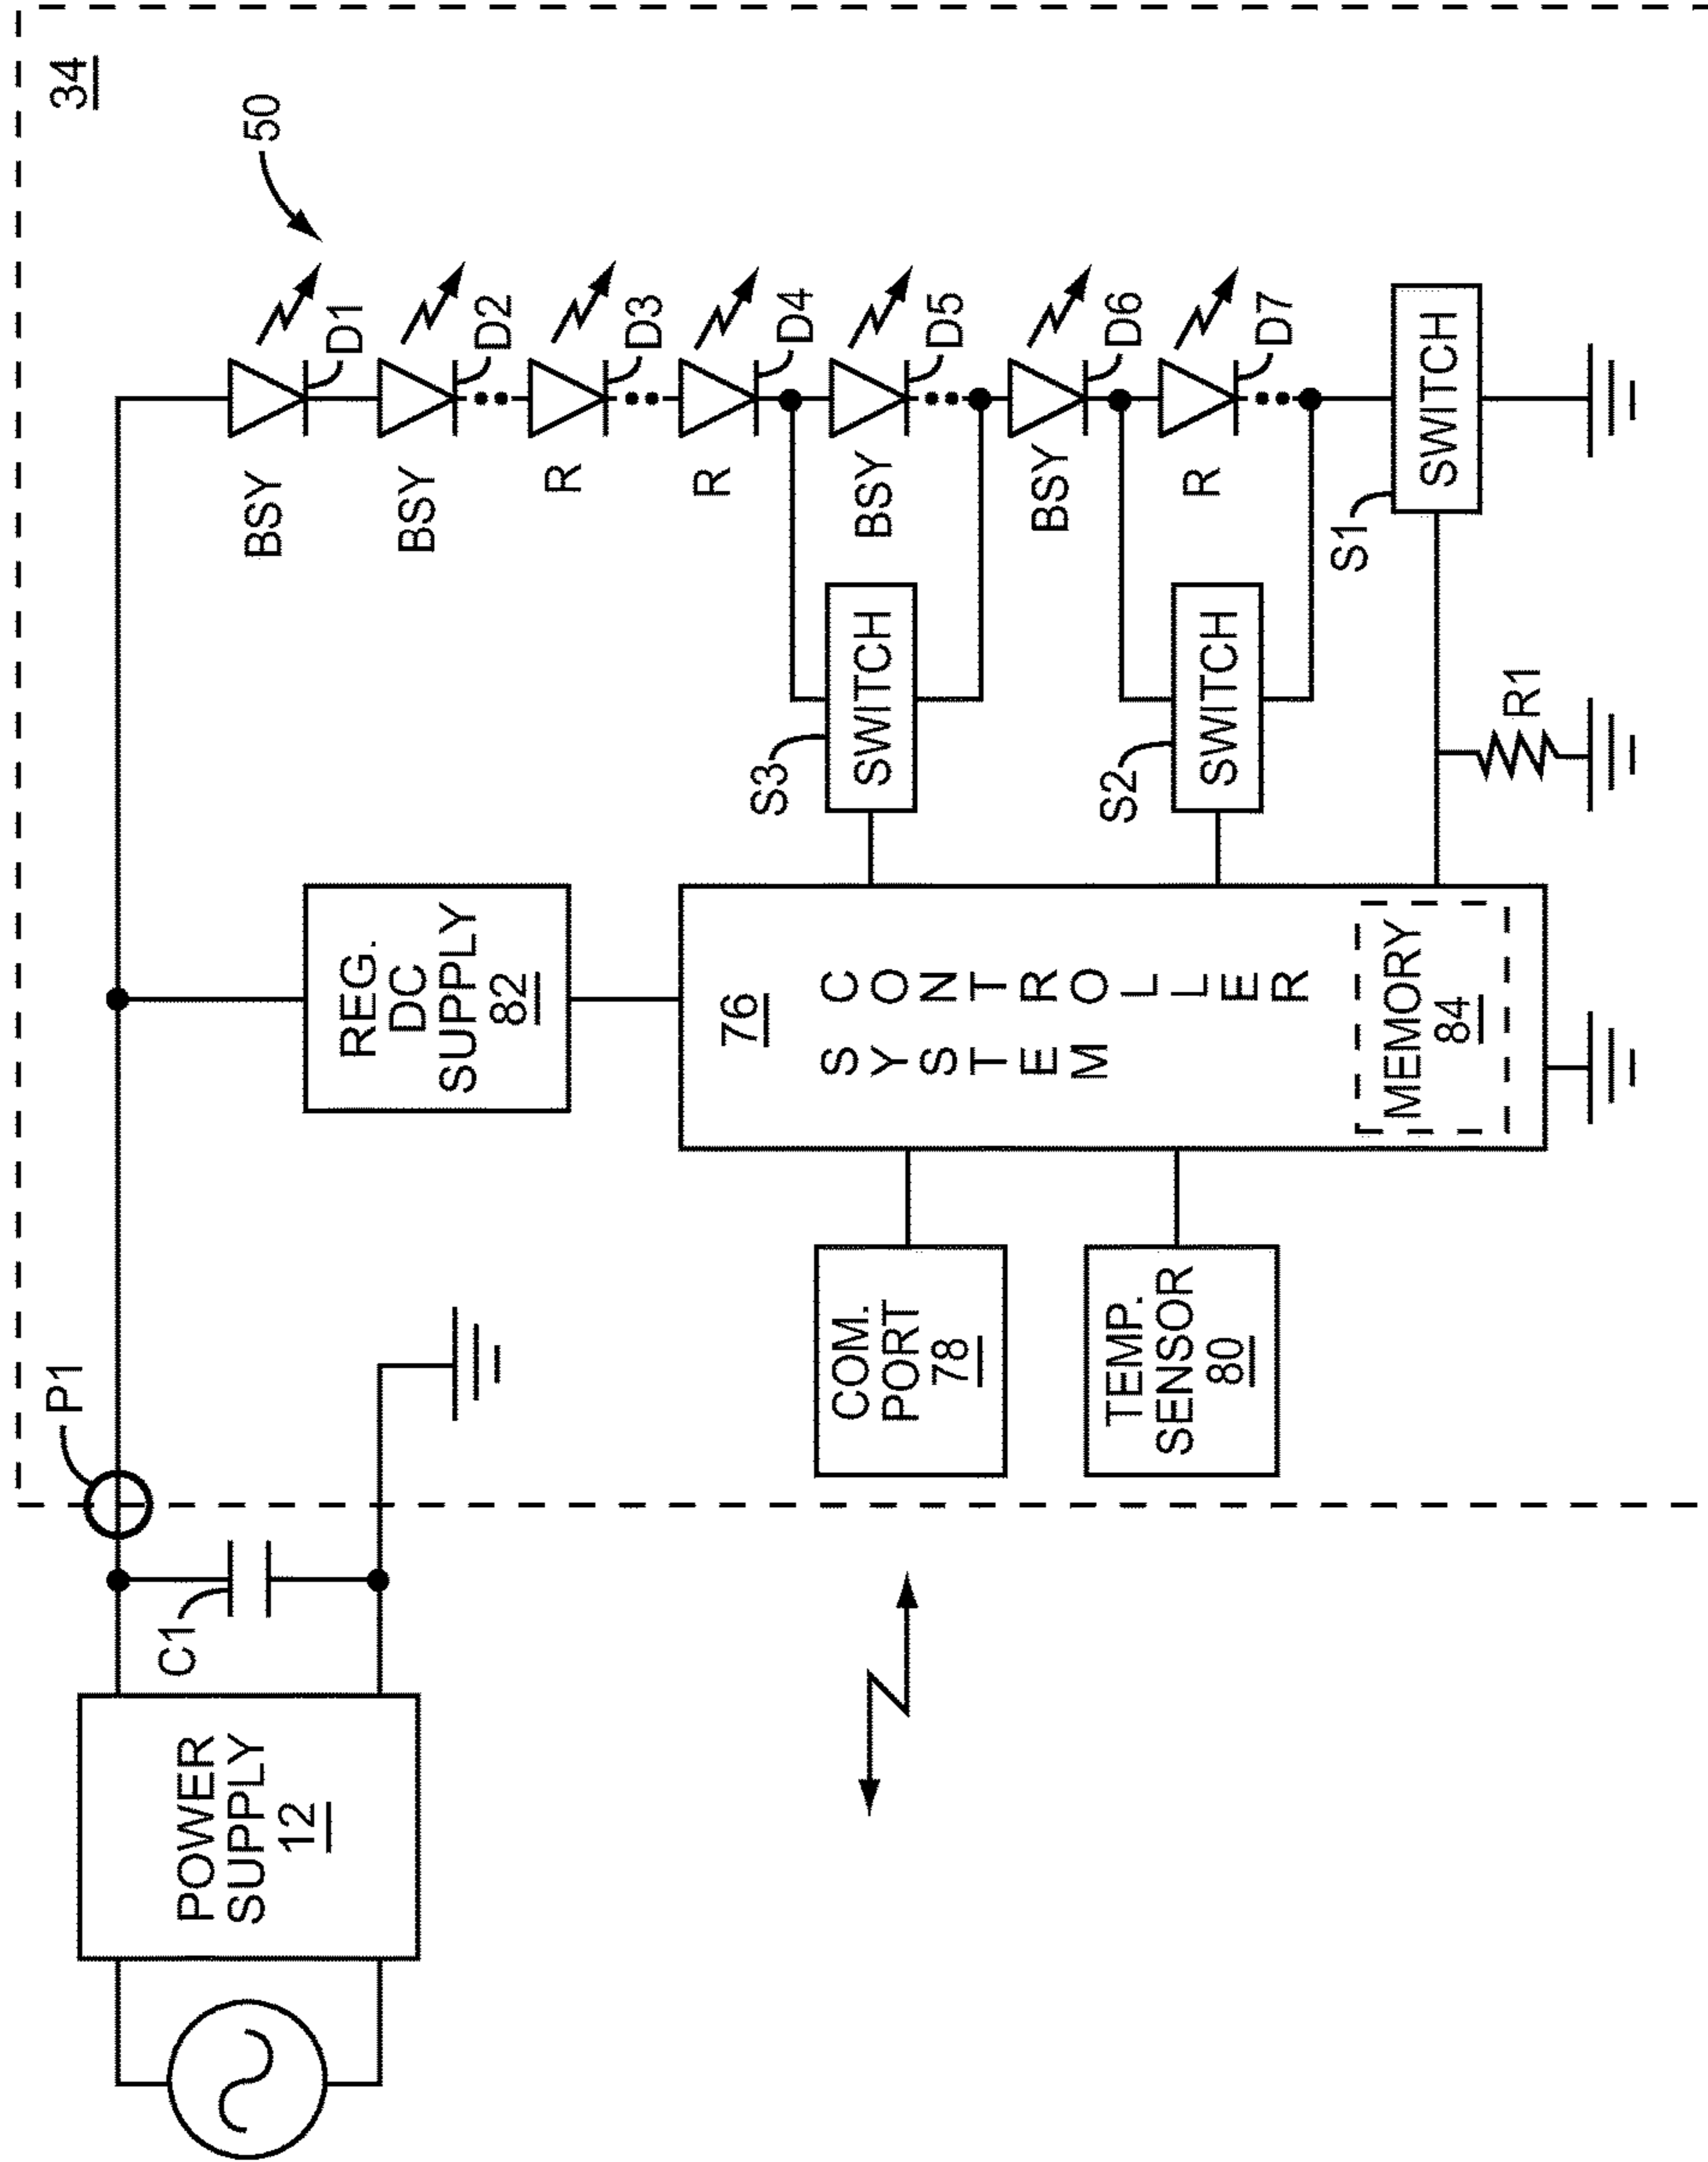 34
50
P1
C1
POWER
SUPPLY
12
REG.
DC
SUPPLY
82
BSY
D1
BSY
D2
R
D3
R
D4
BSY
D5
BSY
D6
R
D7
S3
SWITCH
S2
SWITCH
S1
SWITCH
R1
76
SYSTEM
CONTROLLER
MEMORY
84
COM.
PORT
78
TEMP.
SENSOR
80